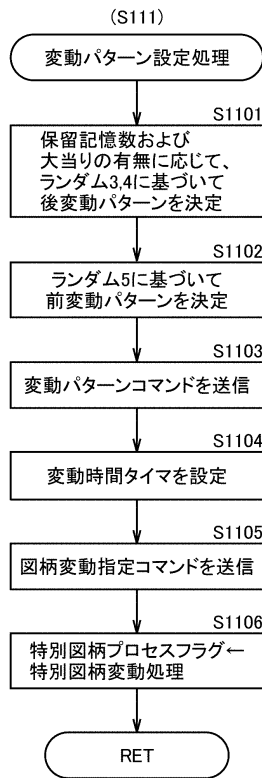 (S111)
変動パターン設定処理
S1101
保留記憶数および
大当りの有無に応じて、
ランダム3,4に基づいて
後変動パターンを決定
S1102
ランダム5に基づいて
前変動パターンを決定
S1103
変動パターンコマンドを送信
S1104
変動時間タイマを設定
S1105
図柄変動指定コマンドを送信
S1106
特別図柄プロセスフラグ←
特別図柄変動処理
RET